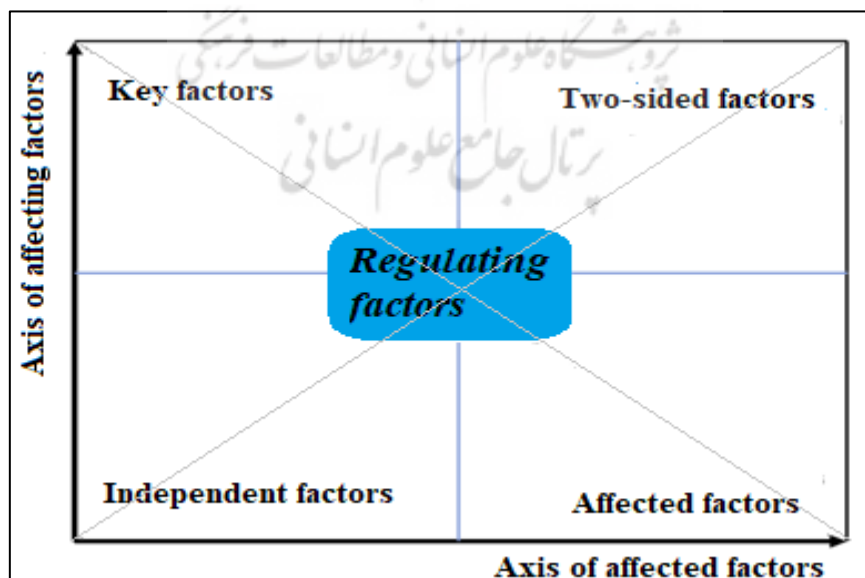 پژوهشگاه علوم انسانی و مطالعات فرهنگی
Key factors
Two-sided factors
پرتال جامع علوم انسانی
Axis of affecting factors
Regulating
factors
Independent factors
Affected factors
Axis of affected factors